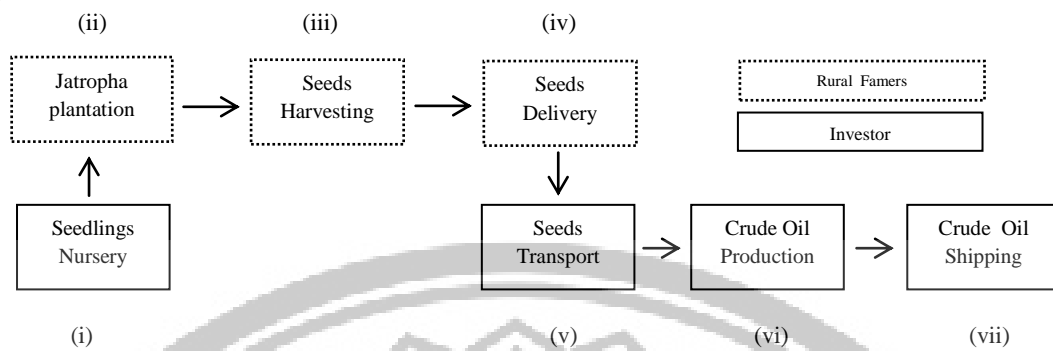 (ii) (iii) (iv)
Jatropha
plantation
Seeds
Harvesting
Seeds
Delivery
Rural Famers
Investor
Seedlings
Nursery
Seeds
Transport
Crude Oil
Production
Crude Oil
Shipping
(i) (v) (vi) (vii)